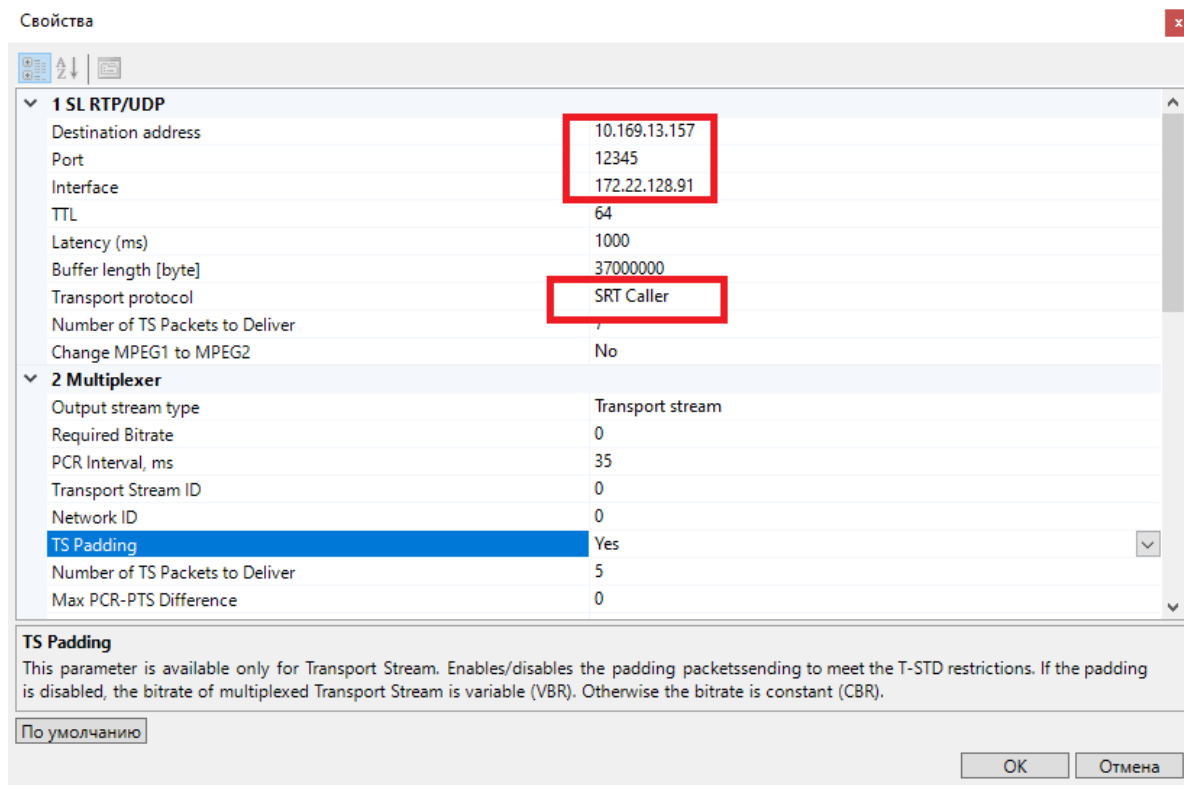 Свойства
x
1 SL RTP/UDP
Destination address 10.169.13.157
Port 12345
Interface 172.22.128.91
TTL 64
Latency (ms) 1000
Buffer length [byte] 37000000
Transport protocol SRT Caller
Number of TS Packets to Deliver 7
Change MPEG1 to MPEG2 No
2 Multiplexer
Output stream type Transport stream
Required Bitrate 0
PCR Interval, ms 35
Transport Stream ID 0
Network ID 0
TS Padding Yes
Number of TS Packets to Deliver 5
Max PCR-PTS Difference 0
TS Padding
This parameter is available only for Transport Stream. Enables/disables the padding packetssending to meet the T-STD restrictions. If the padding
is disabled, the bitrate of multiplexed Transport Stream is variable (VBR). Otherwise the bitrate is constant (CBR).
По умолчанию
OK Отмена